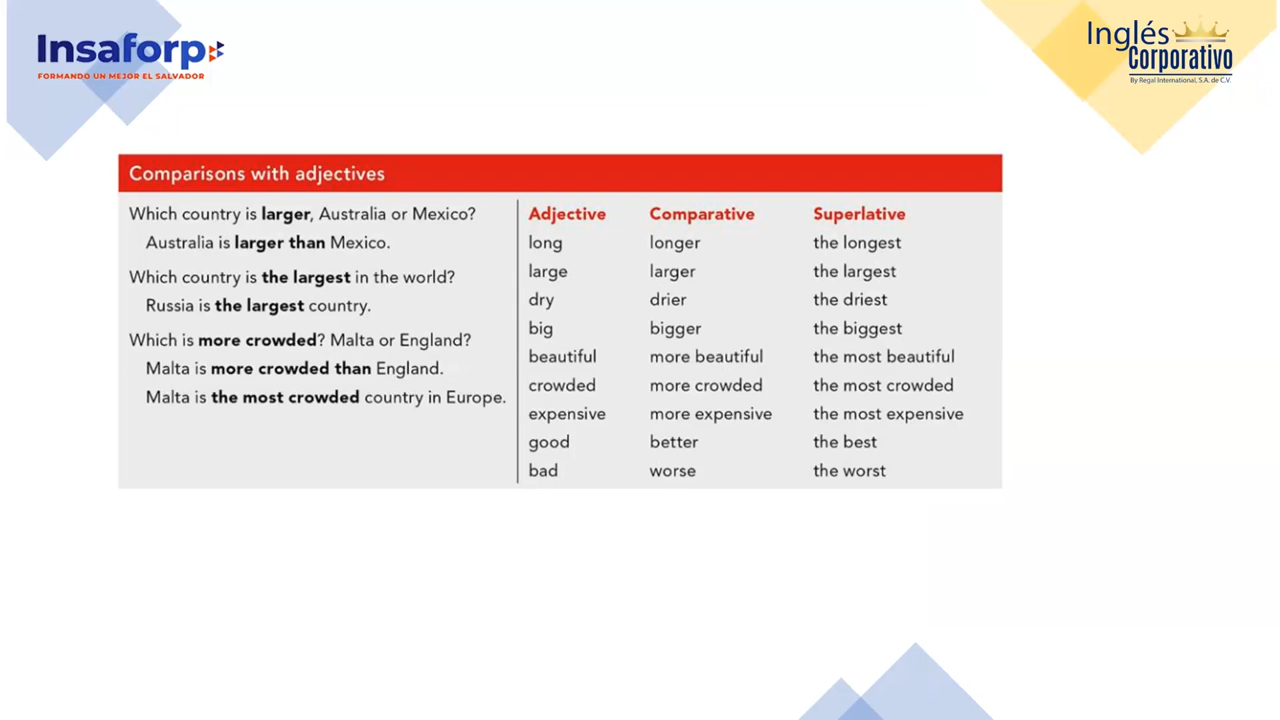 Insaforp
FORMANDO UN MEJOR EL SALVADOR
Inglés
Corporativo
By Regal International, S.A. de C.V.
Comparisons with adjectives
Which country is larger, Australia or Mexico?
Australia is larger than Mexico.
Which country is the largest in the world?
Russia is the largest country.
Which is more crowded? Malta or England?
Malta is more crowded than England.
Malta is the most crowded country in Europe.
Adjective Comparative Superlative
long longer the longest
large larger the largest
dry drier the driest
big bigger the biggest
beautiful more beautiful the most beautiful
crowded more crowded the most crowded
expensive more expensive the most expensive
good better the best
bad worse the worst